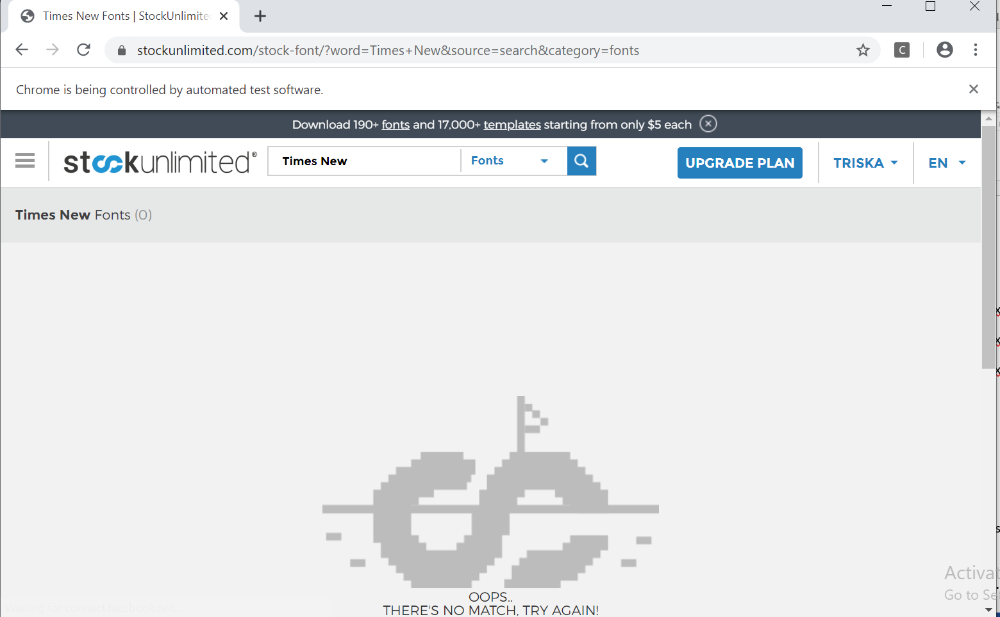 Times New Fonts | StockUnlimite
stockunlimited.com/stock-font/?word=Times+New&source=search&category=fonts
C
Chrome is being controlled by automated test software.
Download 190+ fonts and 17,000+ templates starting from only $5 each
stockunlimited®
Times New
Fonts
UPGRADE PLAN
TRISKA
EN
Times New Fonts (0)
OOPS..
THERE'S NO MATCH, TRY AGAIN!
Waiting for connect.facebook.net...
Activat
Go to Se